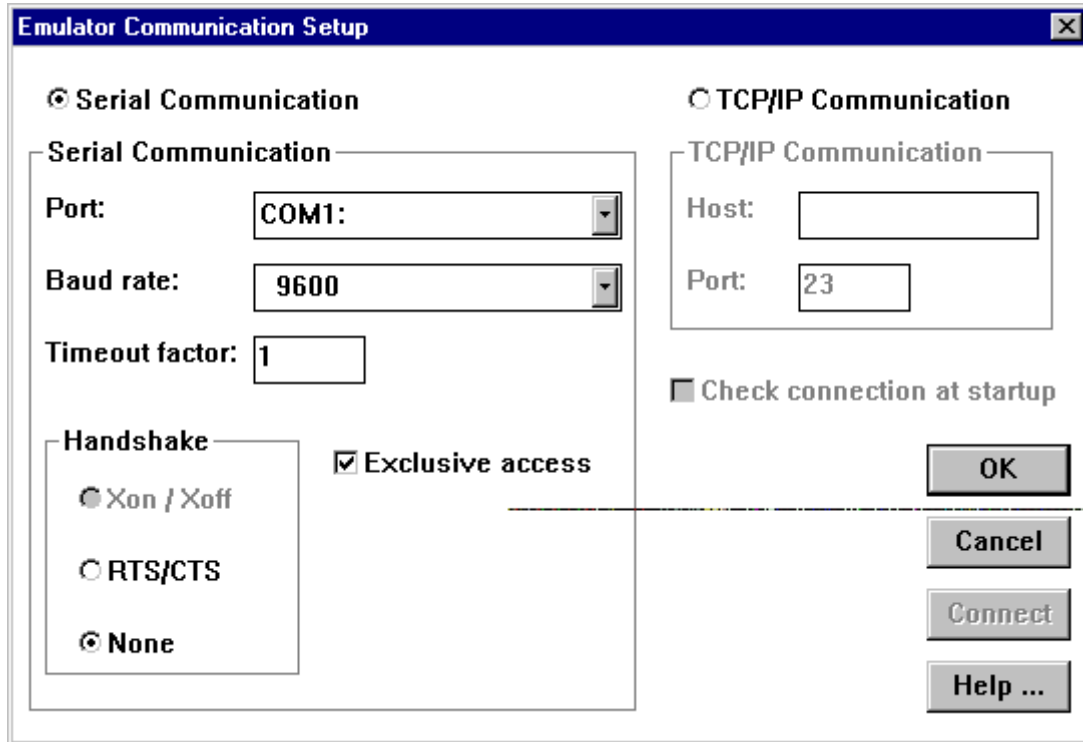 Emulator Communication Setup
Serial Communication
TCP/IP Communication
Serial Communication
Port:
COM1:
Baud rate:
9600
Timeout factor:
1
Handshake
Xon / Xoff
RTS/CTS
None
Exclusive access
TCP/IP Communication
Host:
Port:
23
Check connection at startup
OK
Cancel
Connect
Help ...